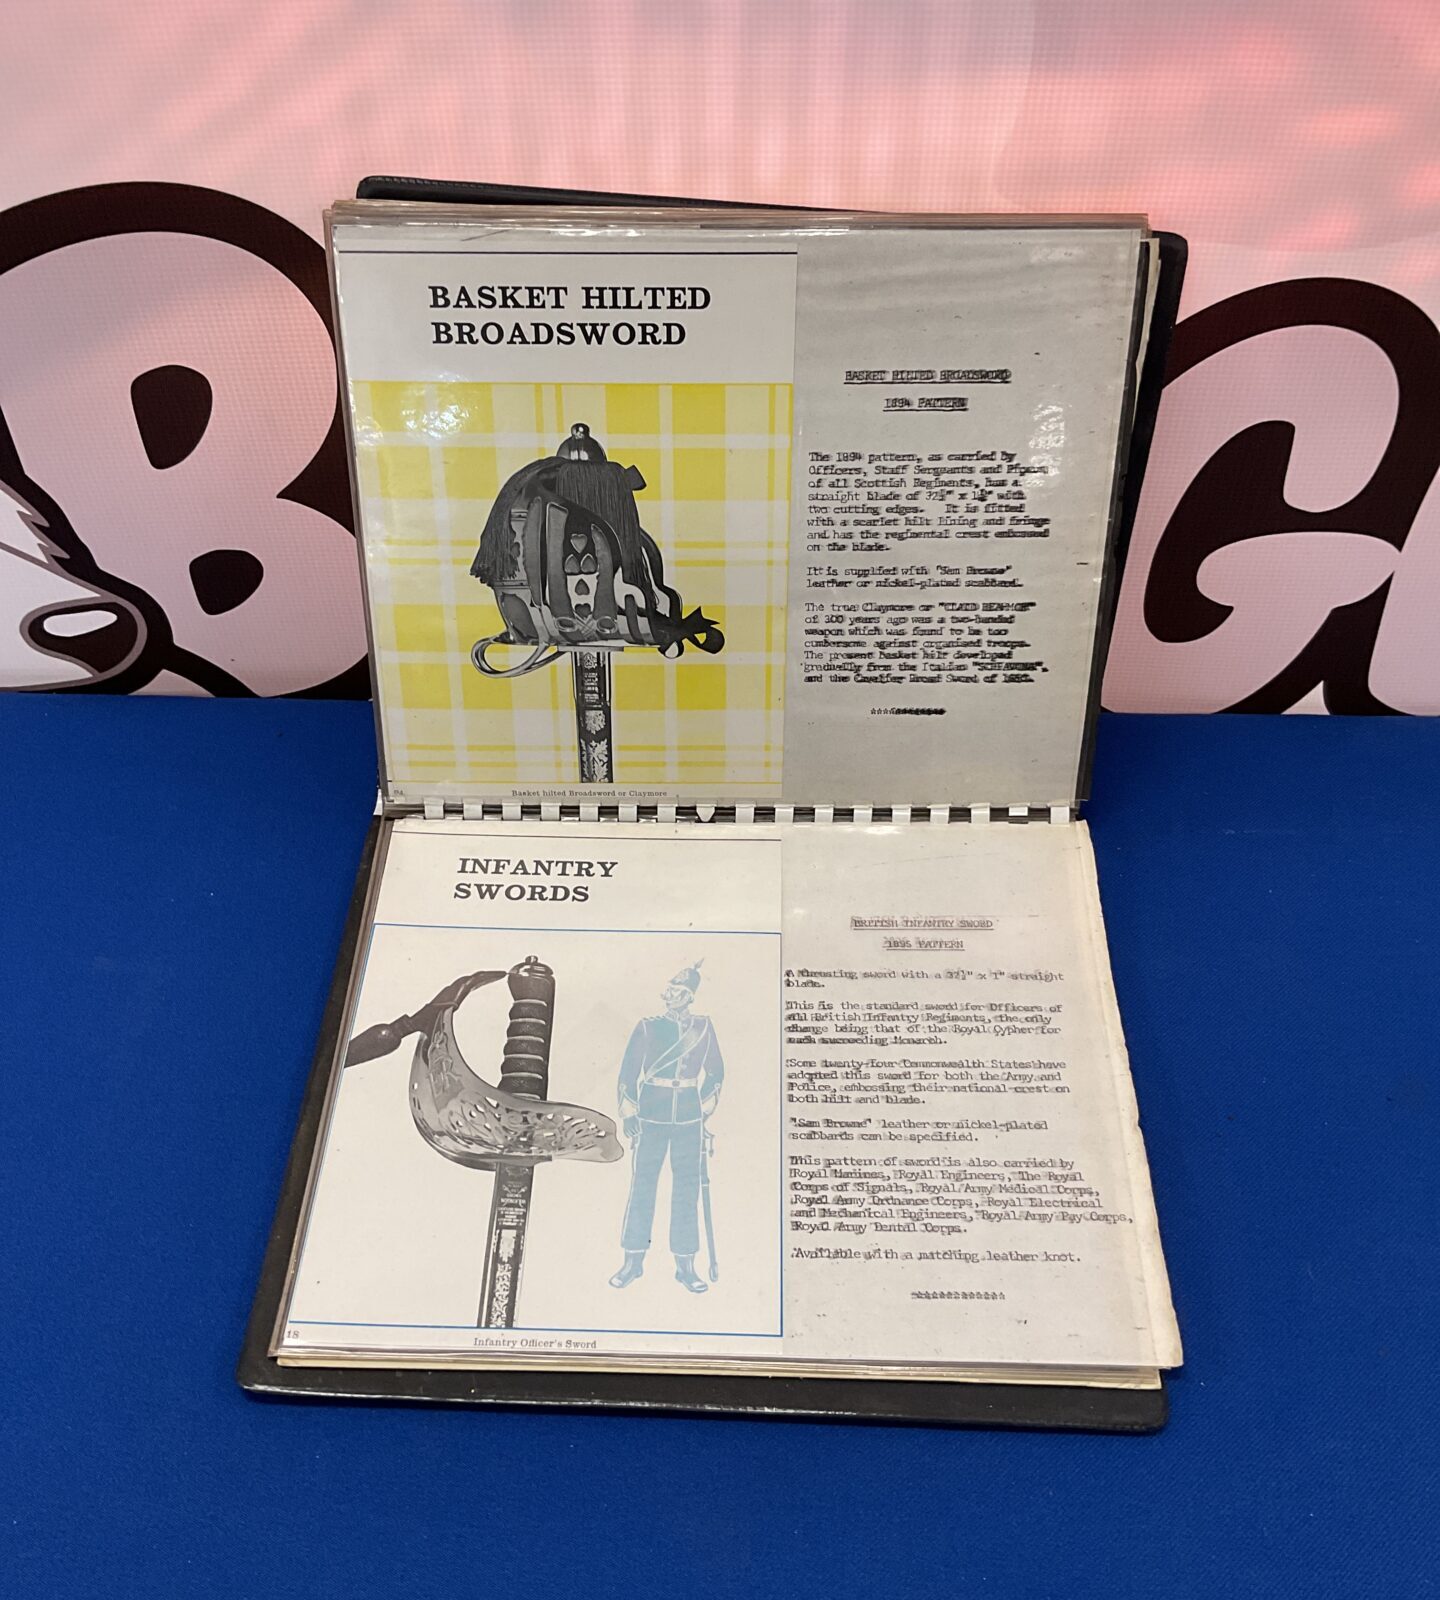 BASKET HILTED
BROADSWORD
Basket hilted Broadsword or Claymore
BASKET HILTED BROADSWORD
1894 PATTERN
The 1894 pattern, as carried by
Officers, Staff Sergeants and Pipers
of all Scottish Regiments, has a
straight blade of 32½" x with
two cutting edges. It is fitted
with a scarlet hilt lining and fringe
and has the regimental crest embossed
on the blade.
It is supplied with "Sam Browne"
leather or nickel-plated scabbard.
The true Claymore or
of 300 years ago was a two-handed
weapon which was found to be too
cumbersome against organised troops.
The present basket hilt developed
gradually from the Italian "SCHIAVONA",
and the Cavalier Broad Sword of
************
INFANTRY
SWORDS
18
Infantry Officer's Sword
BRITISH INFANTRY SWORD
1895 PATTERN
A thrusting sword with a 32½" x 1" straight
blade.
This is the standard sword for Officers of
all British Infantry Regiments, the only
change being that of the Royal Cypher for
each succeeding Monarch.
Some twenty-four Commonwealth States have
adopted this sword for both the Army and
Police, embossing their national crest on
both hilt and blade.
"Sam Browne" leather or nickel-plated
scabbards can be specified.
This pattern of sword is also carried by
Royal Marines, Royal Engineers, The Royal
Corps of Signals, Royal Army Medical Corps,
Royal Army Ordnance Corps, Royal Electrical
and Mechanical Engineers, Royal Army Pay Corps,
Royal Army Dental Corps.
Available with a matching leather knot.
************
B
G